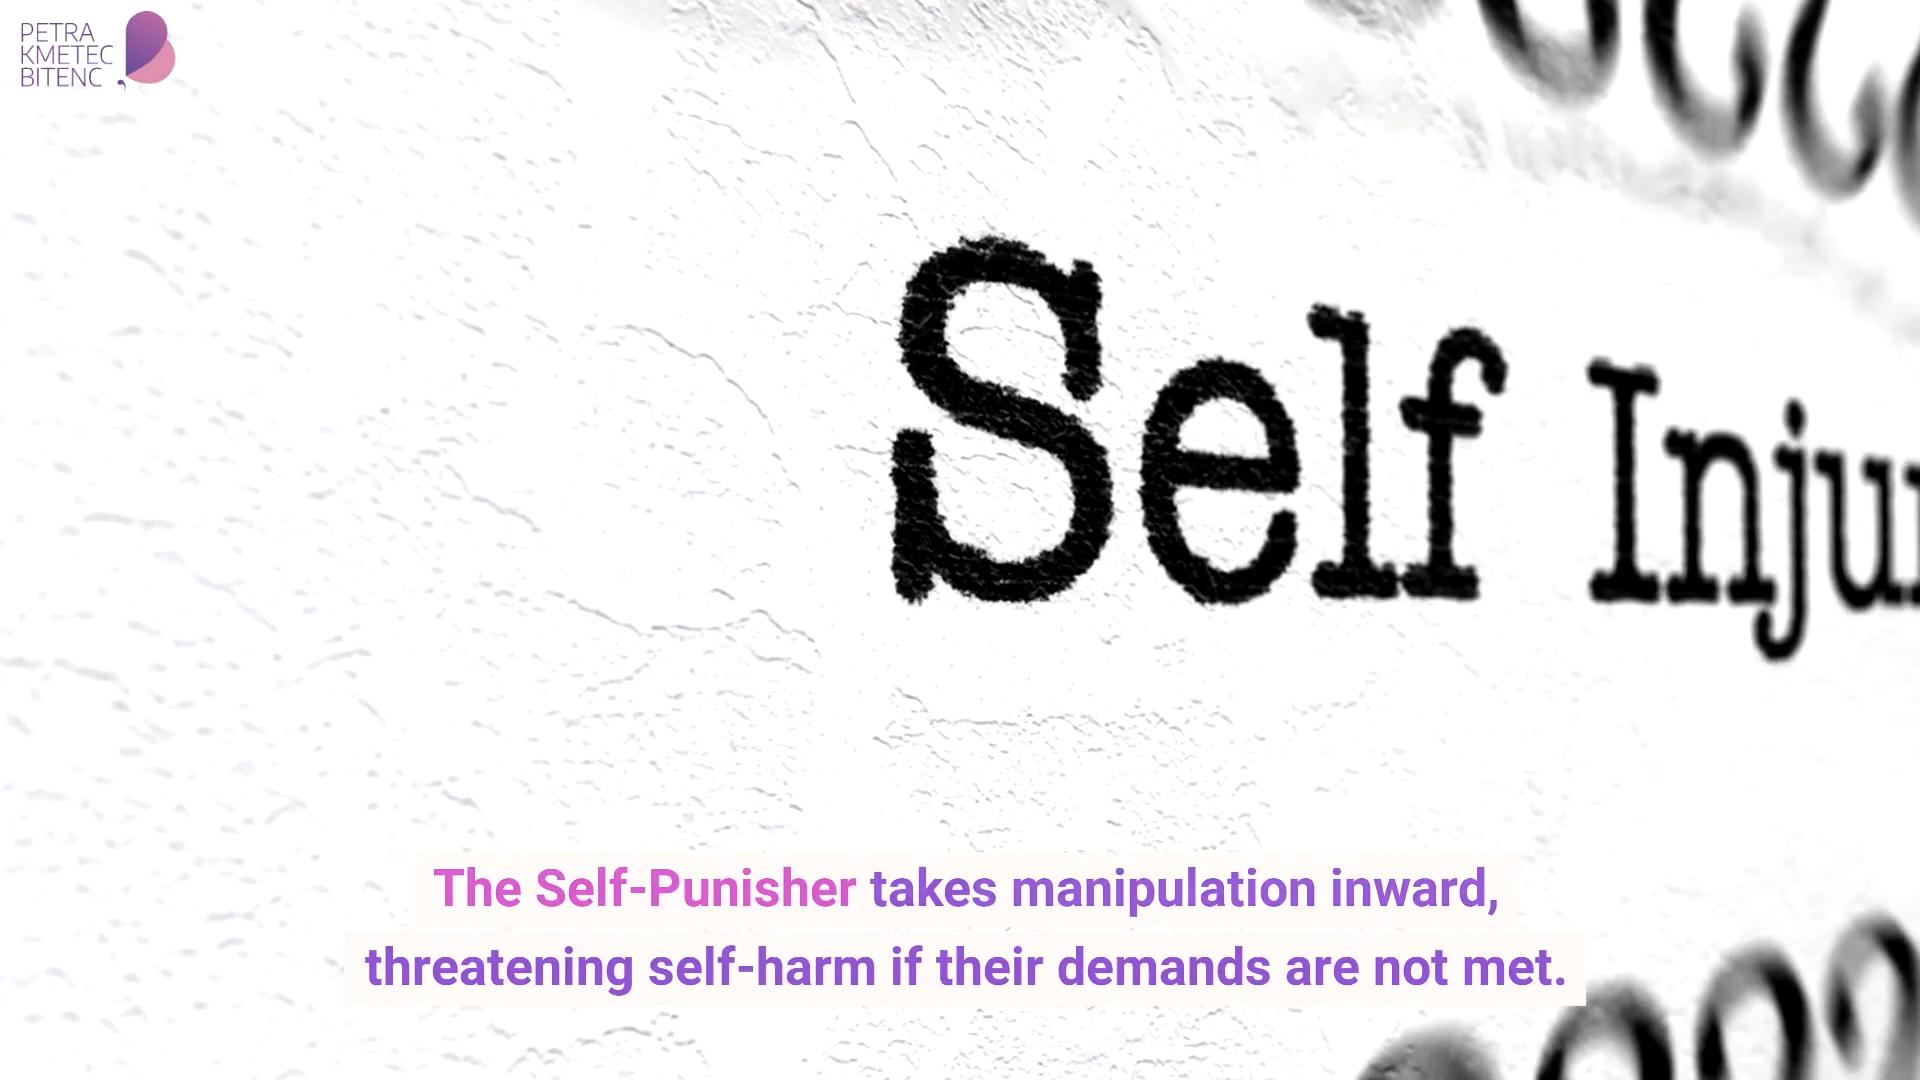 PETRA
KMETEC
BITENC
Self Injur
The Self-Punisher takes manipulation inward,
threatening self-harm if their demands are not met.